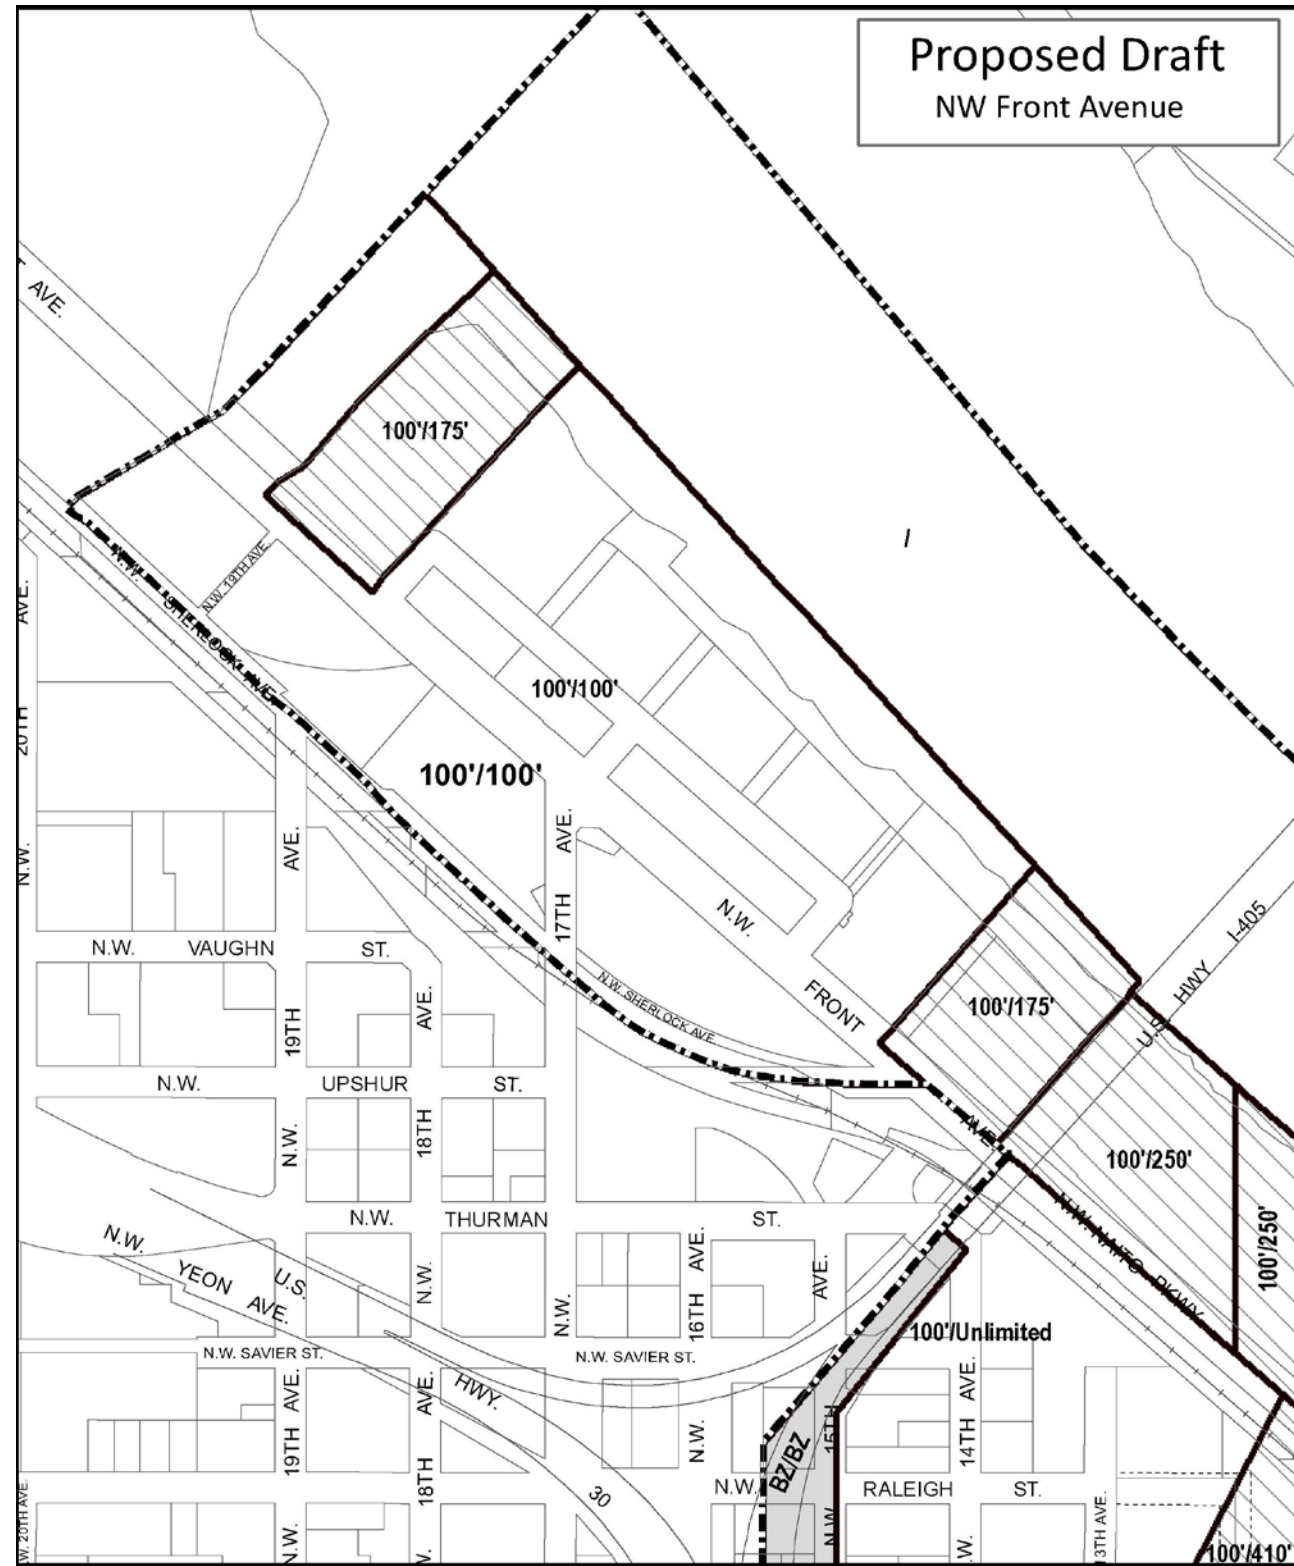 Proposed Draft
NW Front Avenue
AVE.
100'/175'
I
N.W. 19TH AVE.
N.W. SHERLOCK AVE.
AVE.
20TH
N.W.
100'/100'
100'/100'
AVE.
19TH
N.W.
17TH AVE.
N.W. FRONT AVE.
I-405
U.S. HWY
N.W. VAUGHN ST.
N.W. SHERLOCK AVE.
100'/175'
AVE.
18TH
N.W.
N.W. UPSHUR ST.
100'/250'
100'/250'
N.W. NAITO PKWY
N.W. THURMAN ST.
N.W. YEON AVE.
U.S. HWY.
30
N.W. 16TH AVE.
AVE.
N.W.
100'/Unlimited
N.W. SAVIER ST.
N.W. SAVIER ST.
19TH AVE.
N.W.
18TH AVE.
N.W.
BZ/BZ
N.W. 15TH
14TH AVE.
N.W. RALEIGH ST.
N.W. 20TH AVE.
13TH AVE.
.W.
100'/410'